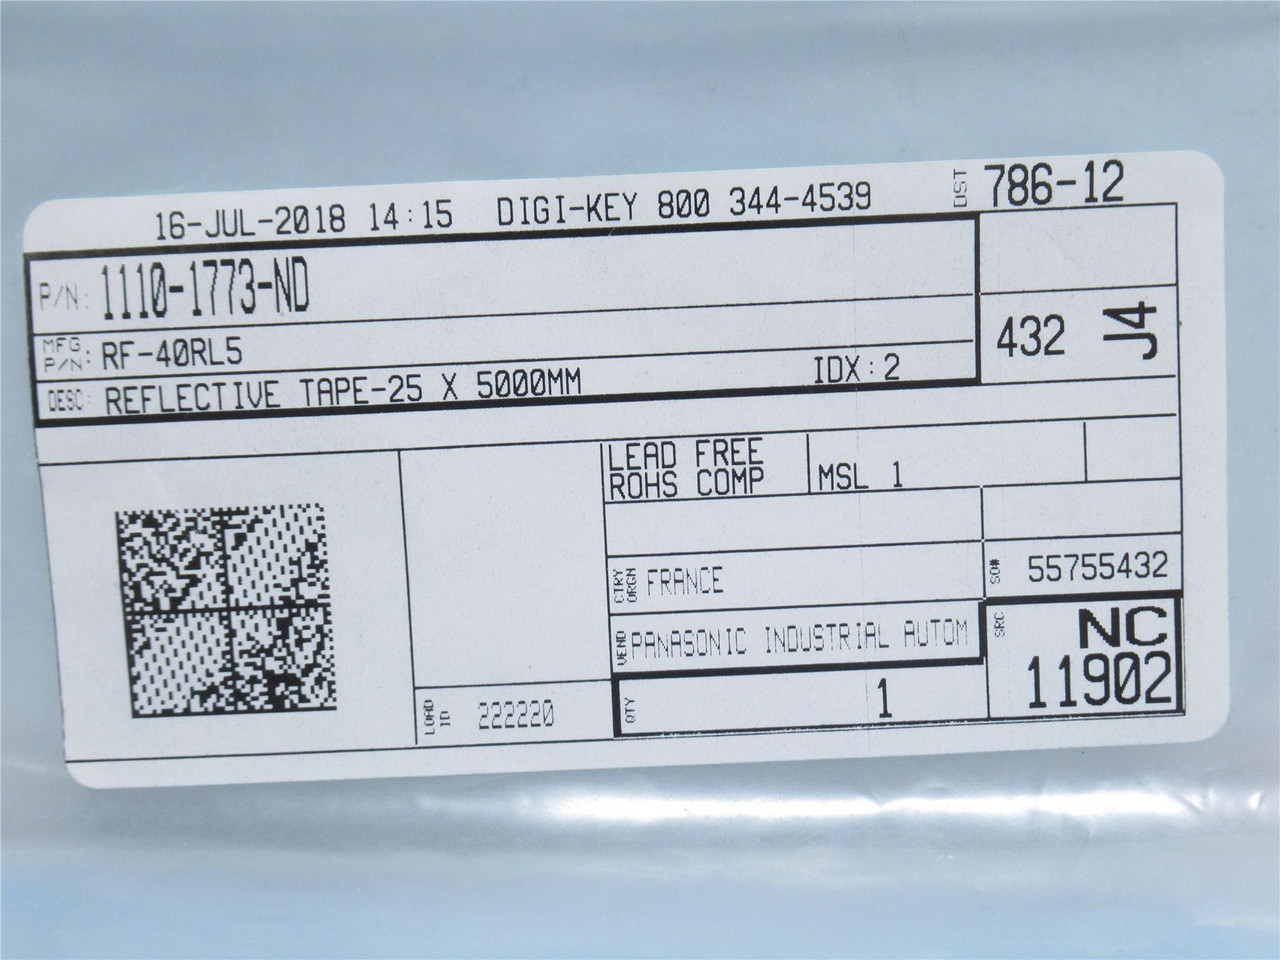 16-JUL-2018 14:15 DIGI-KEY 800 344-4539 DST 786-12
P/N: 1110-1773-ND
MFG P/N: RF-40RL5
432 J4
DESC: REFLECTIVE TAPE-25 X 5000MM IDX:2
LEAD FREE
ROHS COMP
MSL 1
CTRY ORGN FRANCE
SO# 55755432
VEND PANASONIC INDUSTRIAL AUTOM
SRC NC
11902
LOAD ID 222220
QTY 1